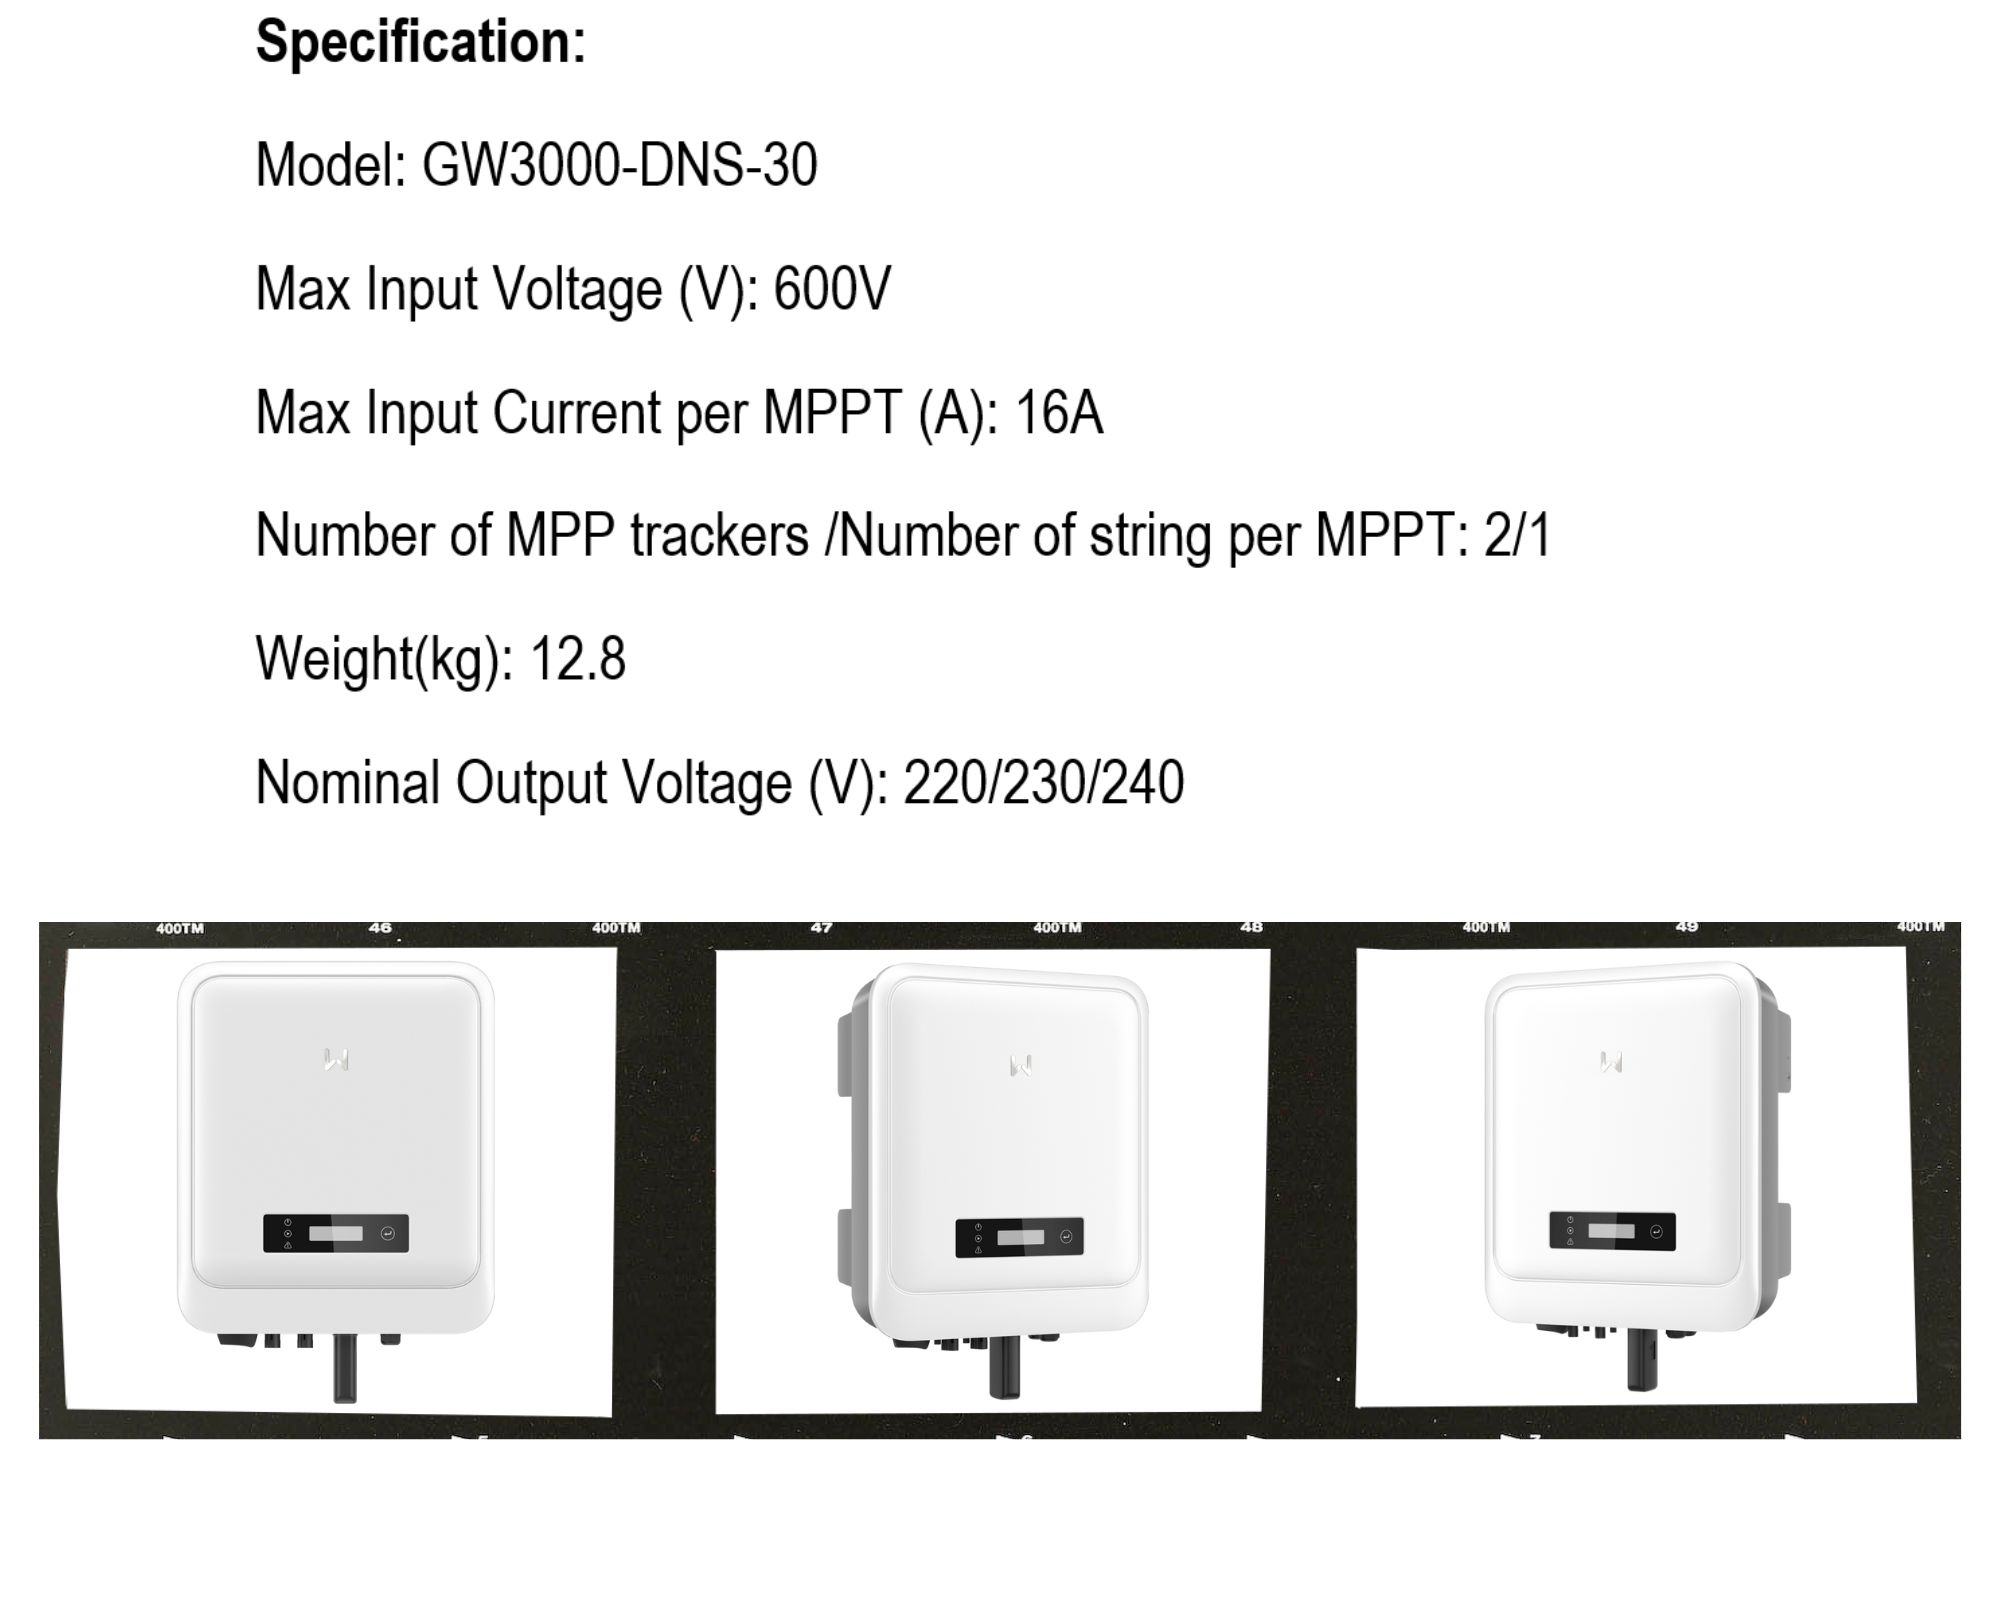 Specification:
Model: GW3000-DNS-30
Max Input Voltage (V): 600V
Max Input Current per MPPT (A): 16A
Number of MPP trackers /Number of string per MPPT: 2/1
Weight(kg): 12.8
Nominal Output Voltage (V): 220/230/240
400TM 46 400TM 47 400TM 48 400TM 49 400TM